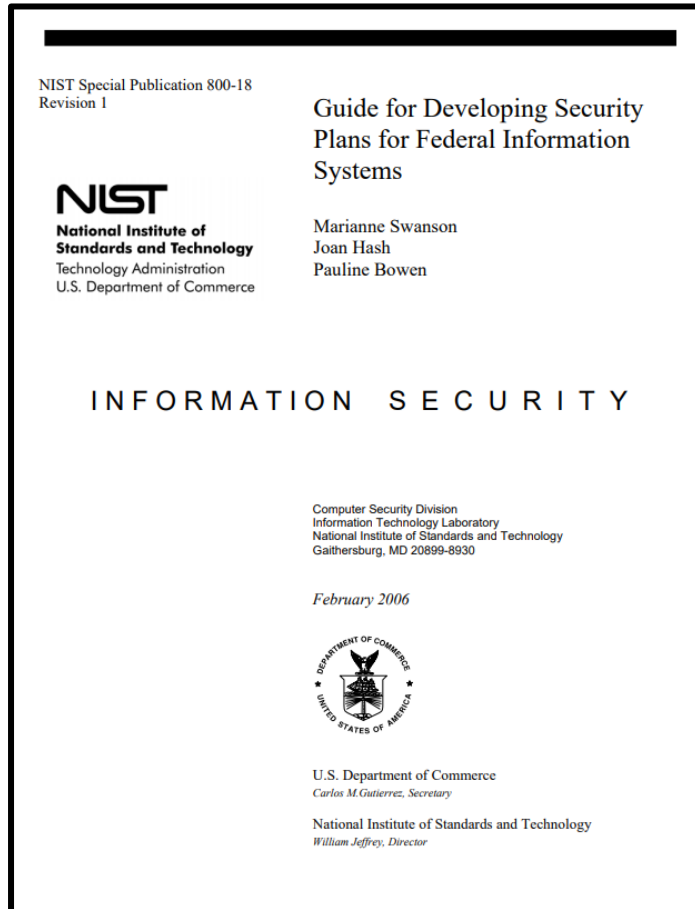 NIST Special Publication 800-18
Revision 1
Guide for Developing Security
Plans for Federal Information
Systems
NIST
National Institute of
Standards and Technology
Technology Administration
U.S. Department of Commerce
Marianne Swanson
Joan Hash
Pauline Bowen
INFORMATION SECURITY
Computer Security Division
Information Technology Laboratory
National Institute of Standards and Technology
Gaithersburg, MD 20899-8930
February 2006
DEPARTMENT OF COMMERCE
UNITED STATES OF AMERICA
U.S. Department of Commerce
Carlos M.Gutierrez, Secretary
National Institute of Standards and Technology
William Jeffrey, Director